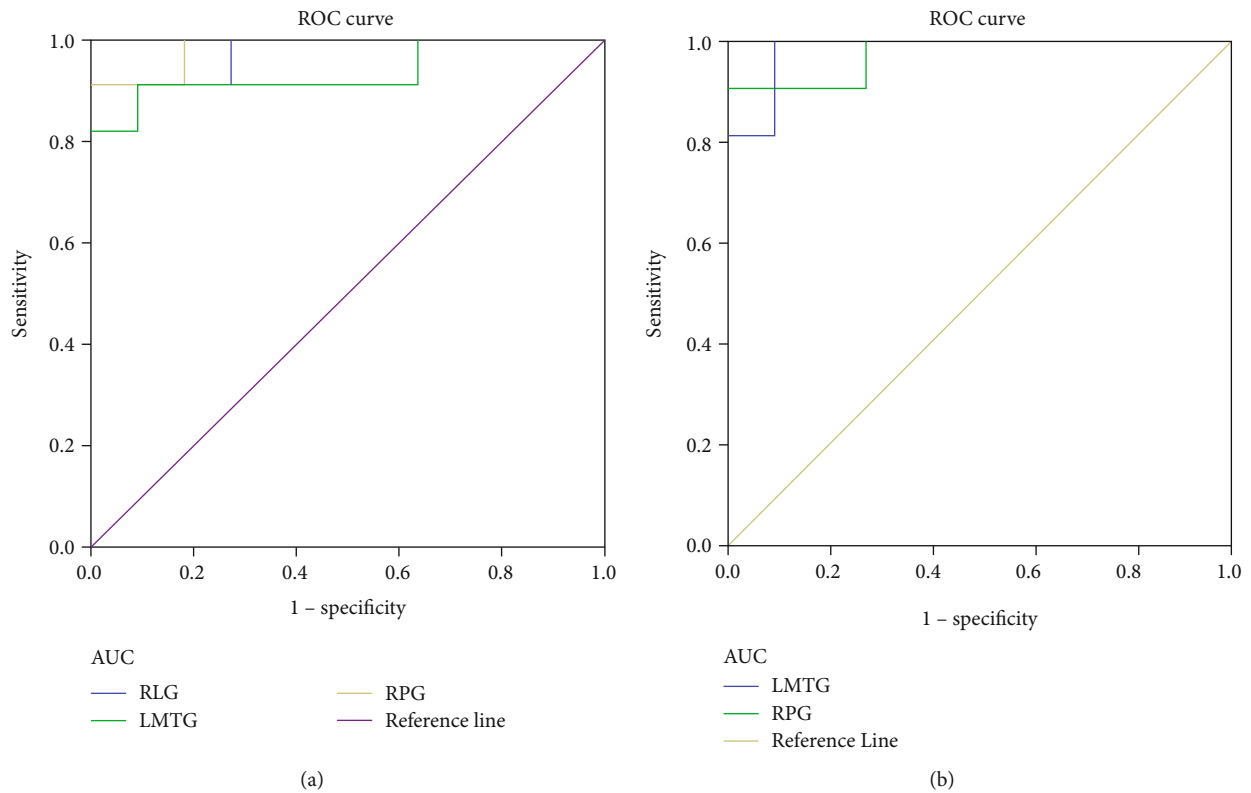 ROC curve
1.0
0.8
0.6
0.4
0.2
0.0
Sensitivity
0.0 0.2 0.4 0.6 0.8 1.0
1 – specificity
AUC
RLG
LMTG
RPG
Reference line
(a)
ROC curve
1.0
0.8
0.6
0.4
0.2
0.0
Sensitivity
0.0 0.2 0.4 0.6 0.8 1.0
1 – specificity
AUC
LMTG
RPG
Reference Line
(b)